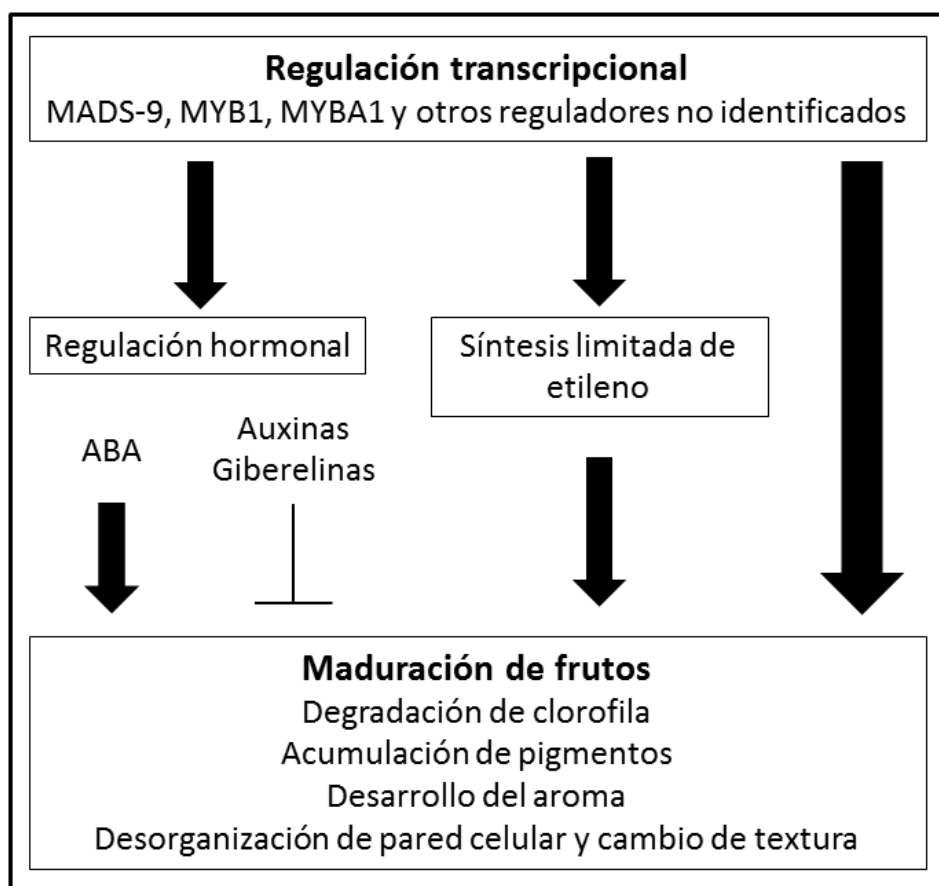 Regulación transcripcional
MADS-9, MYB1, MYBA1 y otros reguladores no identificados
Regulación hormonal
Síntesis limitada de
etileno
ABA
Auxinas
Giberelinas
Maduración de frutos
Degradación de clorofila
Acumulación de pigmentos
Desarrollo del aroma
Desorganización de pared celular y cambio de textura